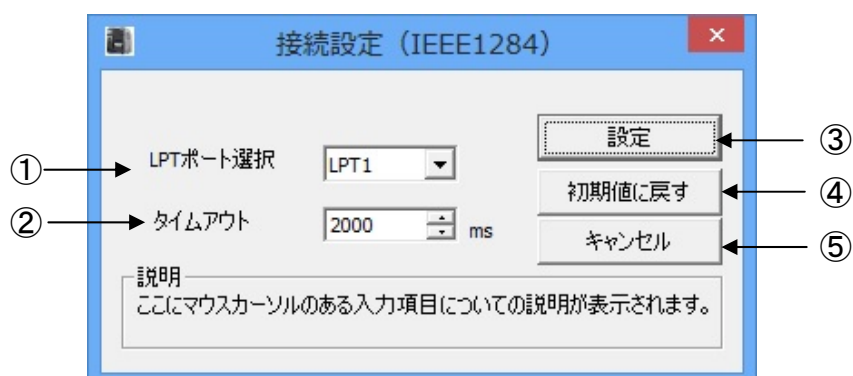 接続設定（IEEE1284）
×
① LPTポート選択 LPT1
設定 ③
初期値に戻す ④
② タイムアウト 2000 ms
キャンセル ⑤
説明
ここにマウスカーソルのある入力項目についての説明が表示されます。